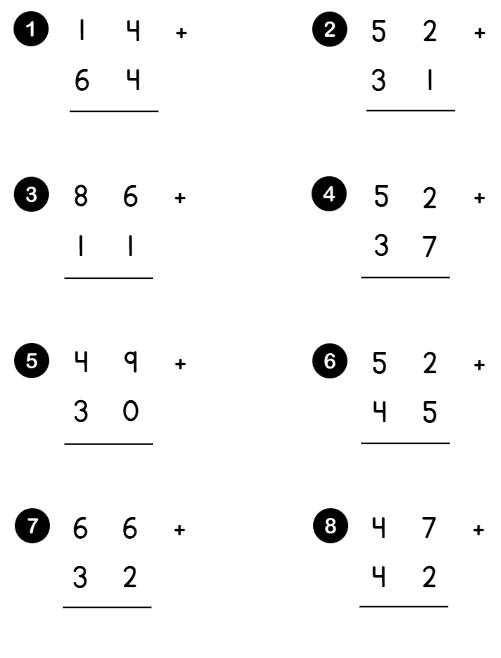 1 1 4 +
6 4
2 5 2 +
3 1
3 8 6 +
1 1
4 5 2 +
3 7
5 4 9 +
3 0
6 5 2 +
4 5
7 6 6 +
3 2
8 4 7 +
4 2